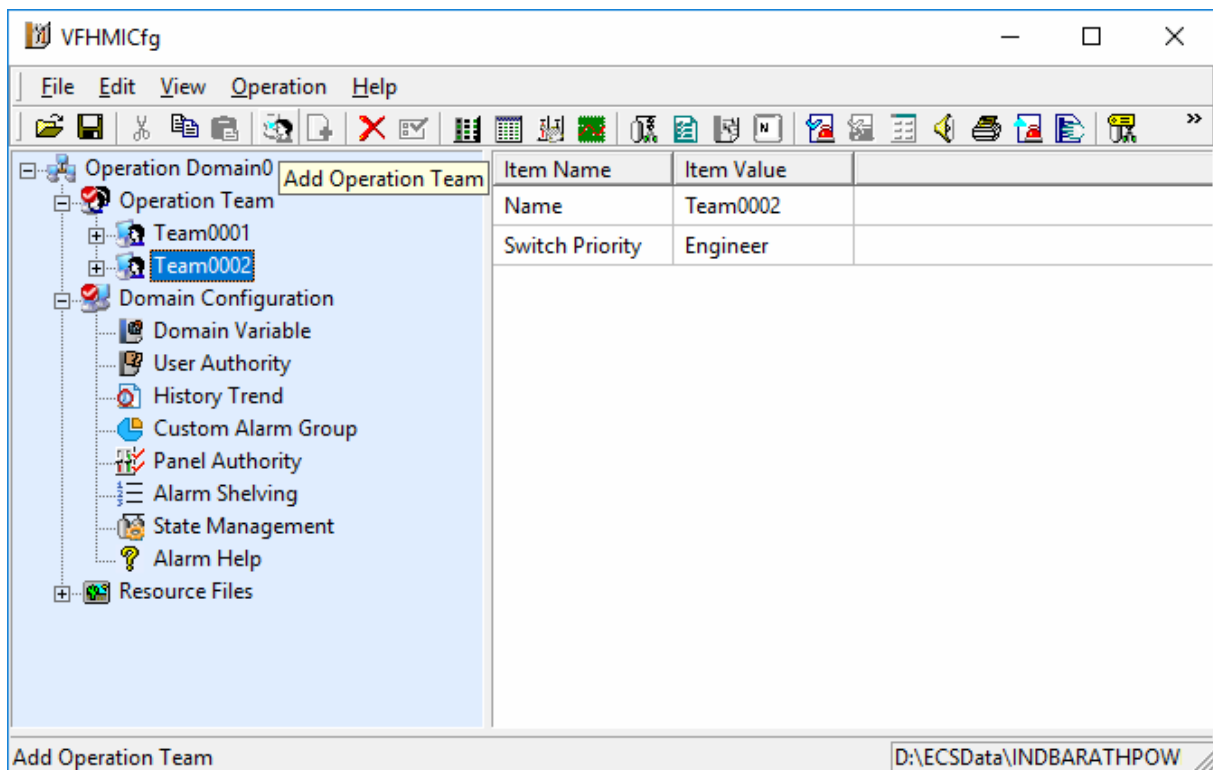 VFHMICfg
File Edit View Operation Help
N
»
Operation Domain0
Add Operation Team
Item Name Item Value
Operation Team
Name Team0002
Team0001
Switch Priority Engineer
Team0002
Domain Configuration
Domain Variable
User Authority
History Trend
Custom Alarm Group
Panel Authority
Alarm Shelving
State Management
Alarm Help
Resource Files
Add Operation Team D:\ECSData\INDBARATHPOW